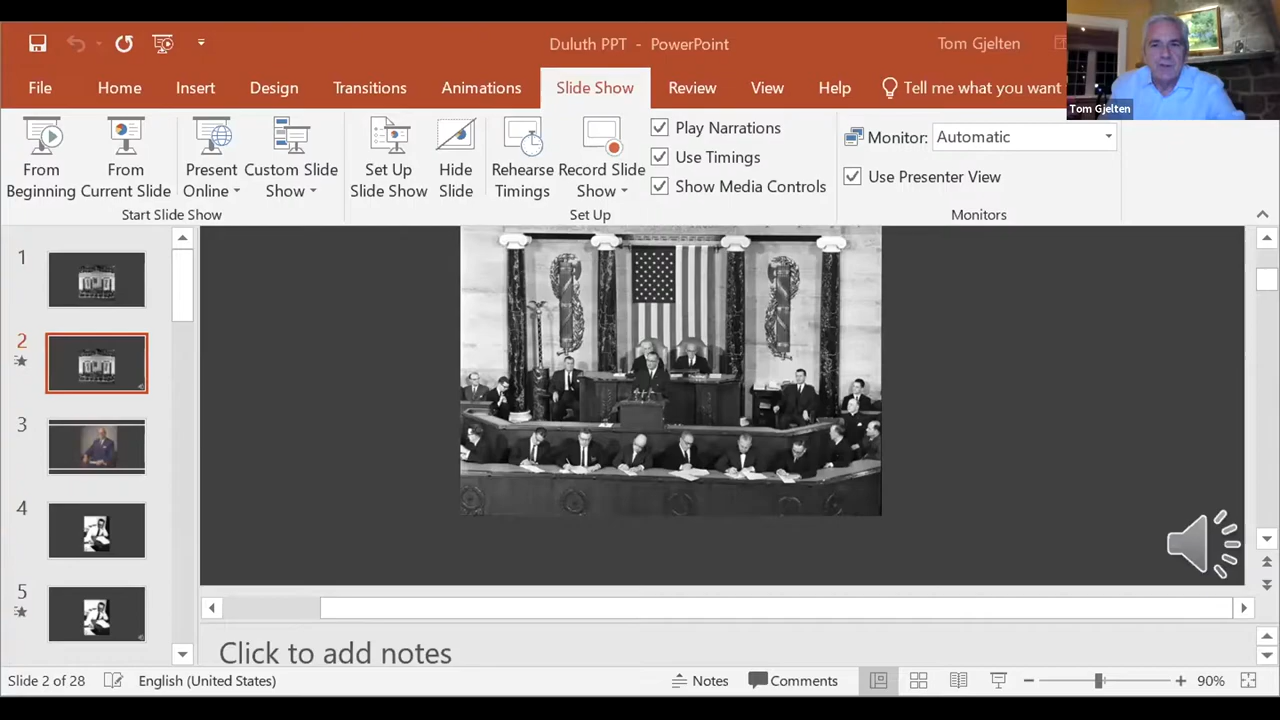 Duluth PPT - PowerPoint
Tom Gjelten
File Home Insert Design Transitions Animations Slide Show Review View Help Tell me what you want
Tom Gjelten
From Beginning
From Current Slide
Present Online
Custom Slide Show
Start Slide Show
Set Up Slide Show
Hide Slide
Rehearse Timings
Record Slide Show
Play Narrations
Use Timings
Show Media Controls
Set Up
Monitor: Automatic
Use Presenter View
Monitors
1
2
3
4
5
Click to add notes
Slide 2 of 28 English (United States) Notes Comments 90%